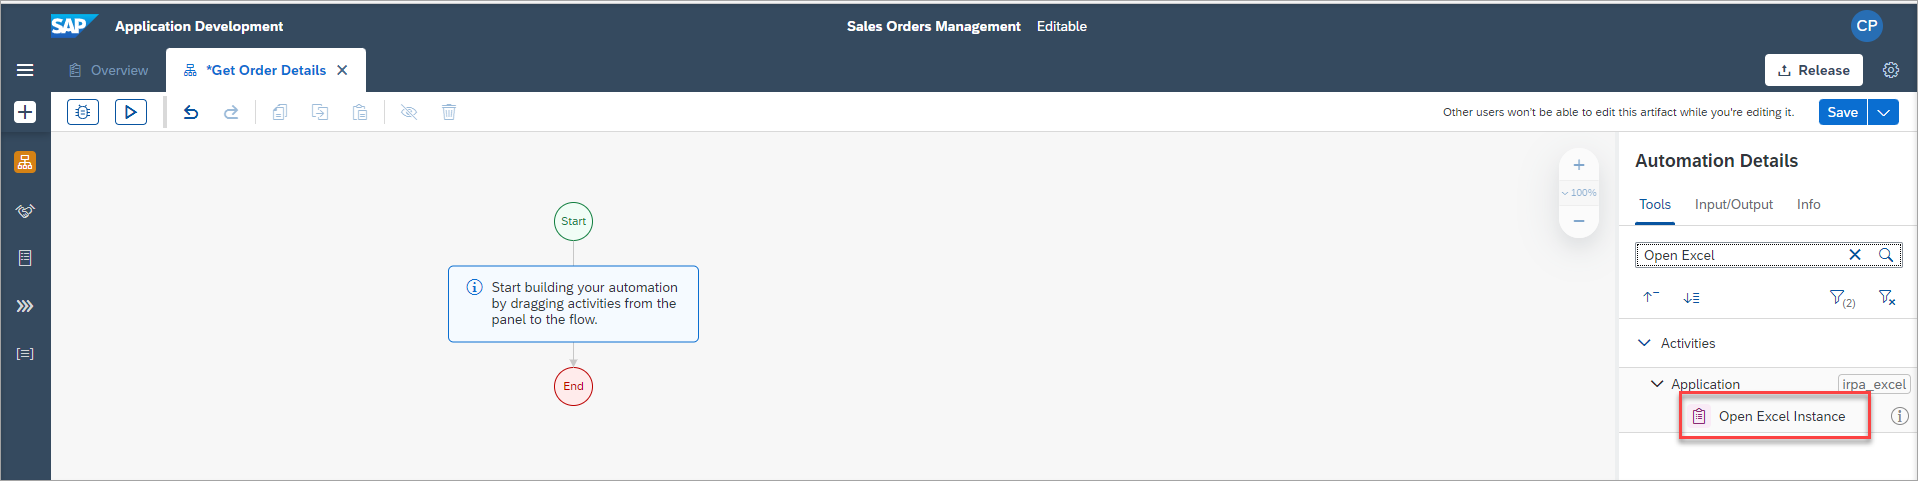 SAP Application Development
Sales Orders Management Editable
CP
Overview
*Get Order Details
Release
Other users won't be able to edit this artifact while you're editing it.
Save
Start
Start building your automation
by dragging activities from the
panel to the flow.
End
100%
Automation Details
Tools Input/Output Info
Open Excel
(2)
Activities
Application irpa_excel
Open Excel Instance